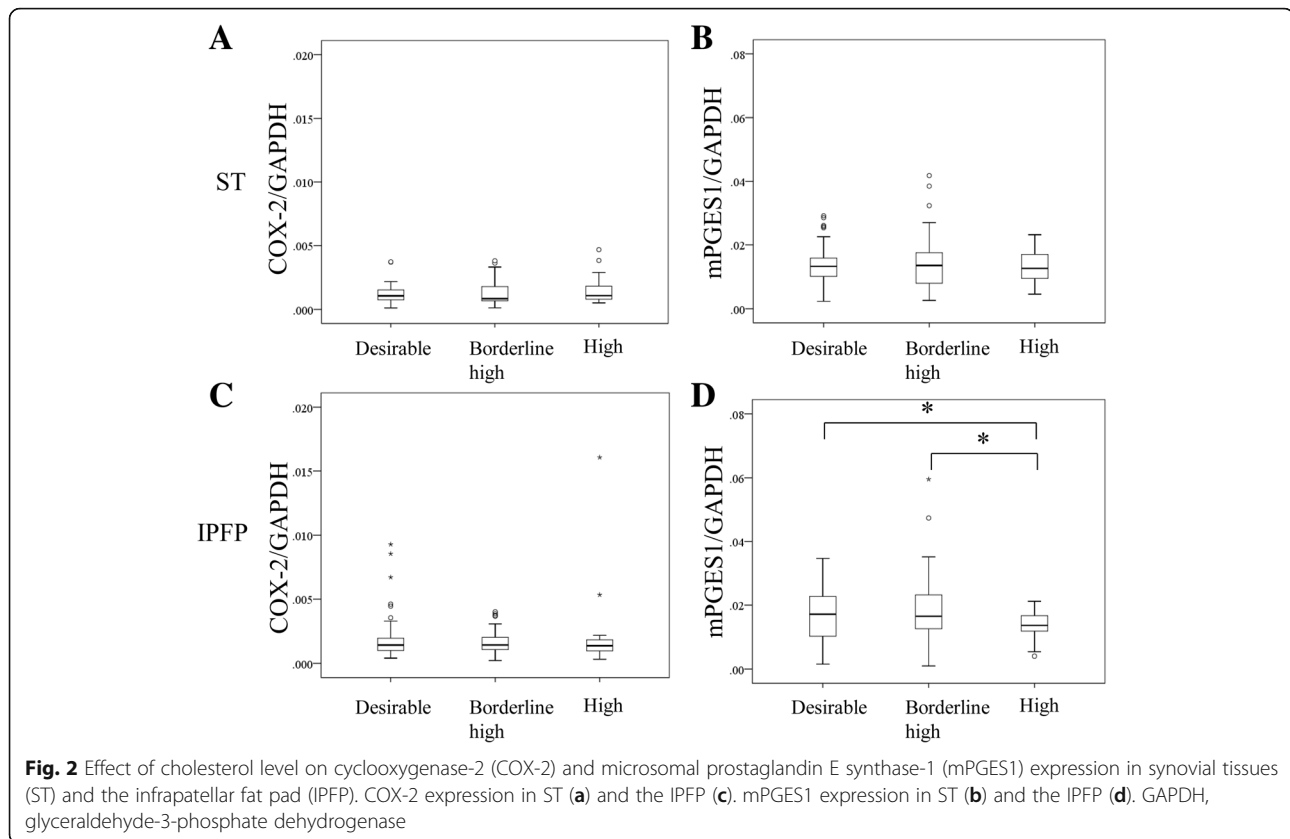 A
COX-2/GAPDH
.020
.015
.010
.005
.000
ST
Desirable
Borderline
high
High
B
mPGES1/GAPDH
.08
.06
.04
.02
.00
Desirable
Borderline
high
High
C
COX-2/GAPDH
.020
.015
.010
.005
.000
IPFP
Desirable
Borderline
high
High
D
mPGES1/GAPDH
.08
.06
.04
.02
.00
*
*
Desirable
Borderline
high
High
Fig. 2 Effect of cholesterol level on cyclooxygenase-2 (COX-2) and microsomal prostaglandin E synthase-1 (mPGES1) expression in synovial tissues
(ST) and the infrapatellar fat pad (IPFP). COX-2 expression in ST (a) and the IPFP (c). mPGES1 expression in ST (b) and the IPFP (d). GAPDH,
glyceraldehyde-3-phosphate dehydrogenase